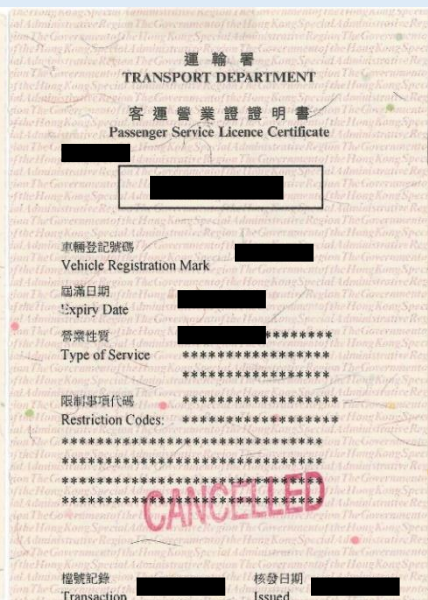 運輸署
TRANSPORT DEPARTMENT
客運營業證證明書
Passenger Service Licence Certificate
車輛登記號碼
Vehicle Registration Mark
屆滿日期
Expiry Date
營業性質
*********
Type of Service
******************
******************
限制事項代碼
*******************
Restriction Codes:
*******************
******************************
******************************
******************************
******************************
CANCELLED
檔號記錄
核發日期
Transaction
Issued